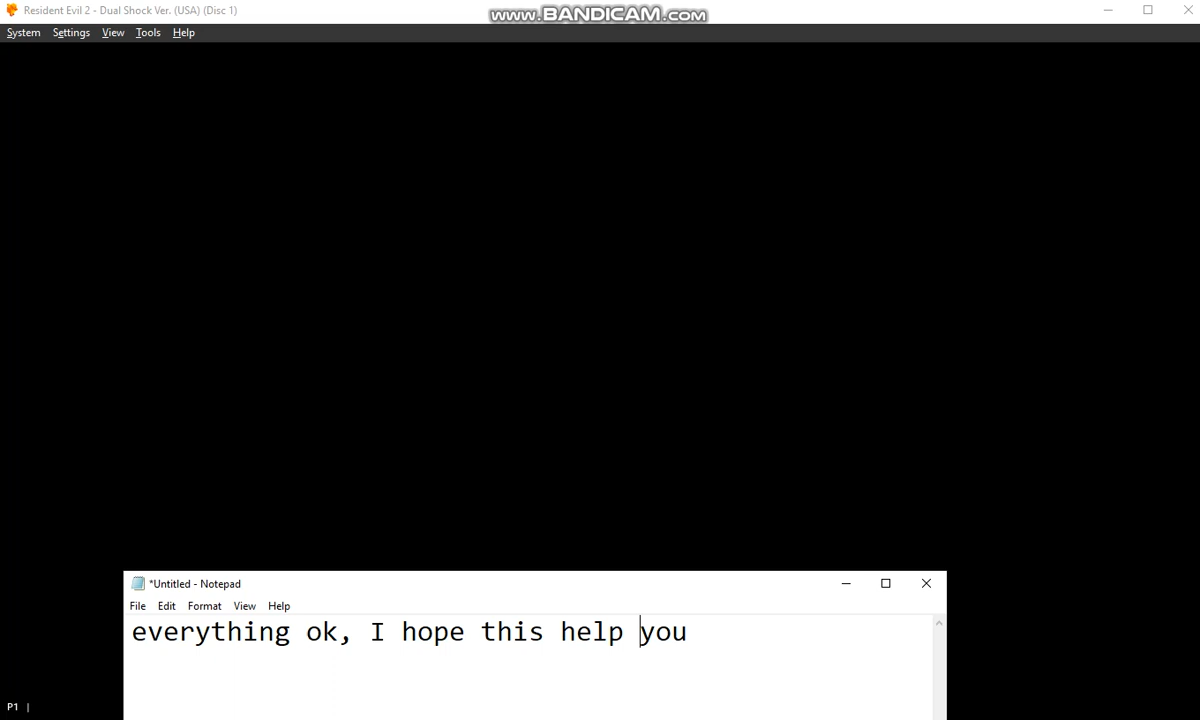 Resident Evil 2 - Dual Shock Ver. (USA) (Disc 1)
www.BANDICAM.com
System Settings View Tools Help
*Untitled - Notepad
File Edit Format View Help
everything ok, I hope this help you
P1 |